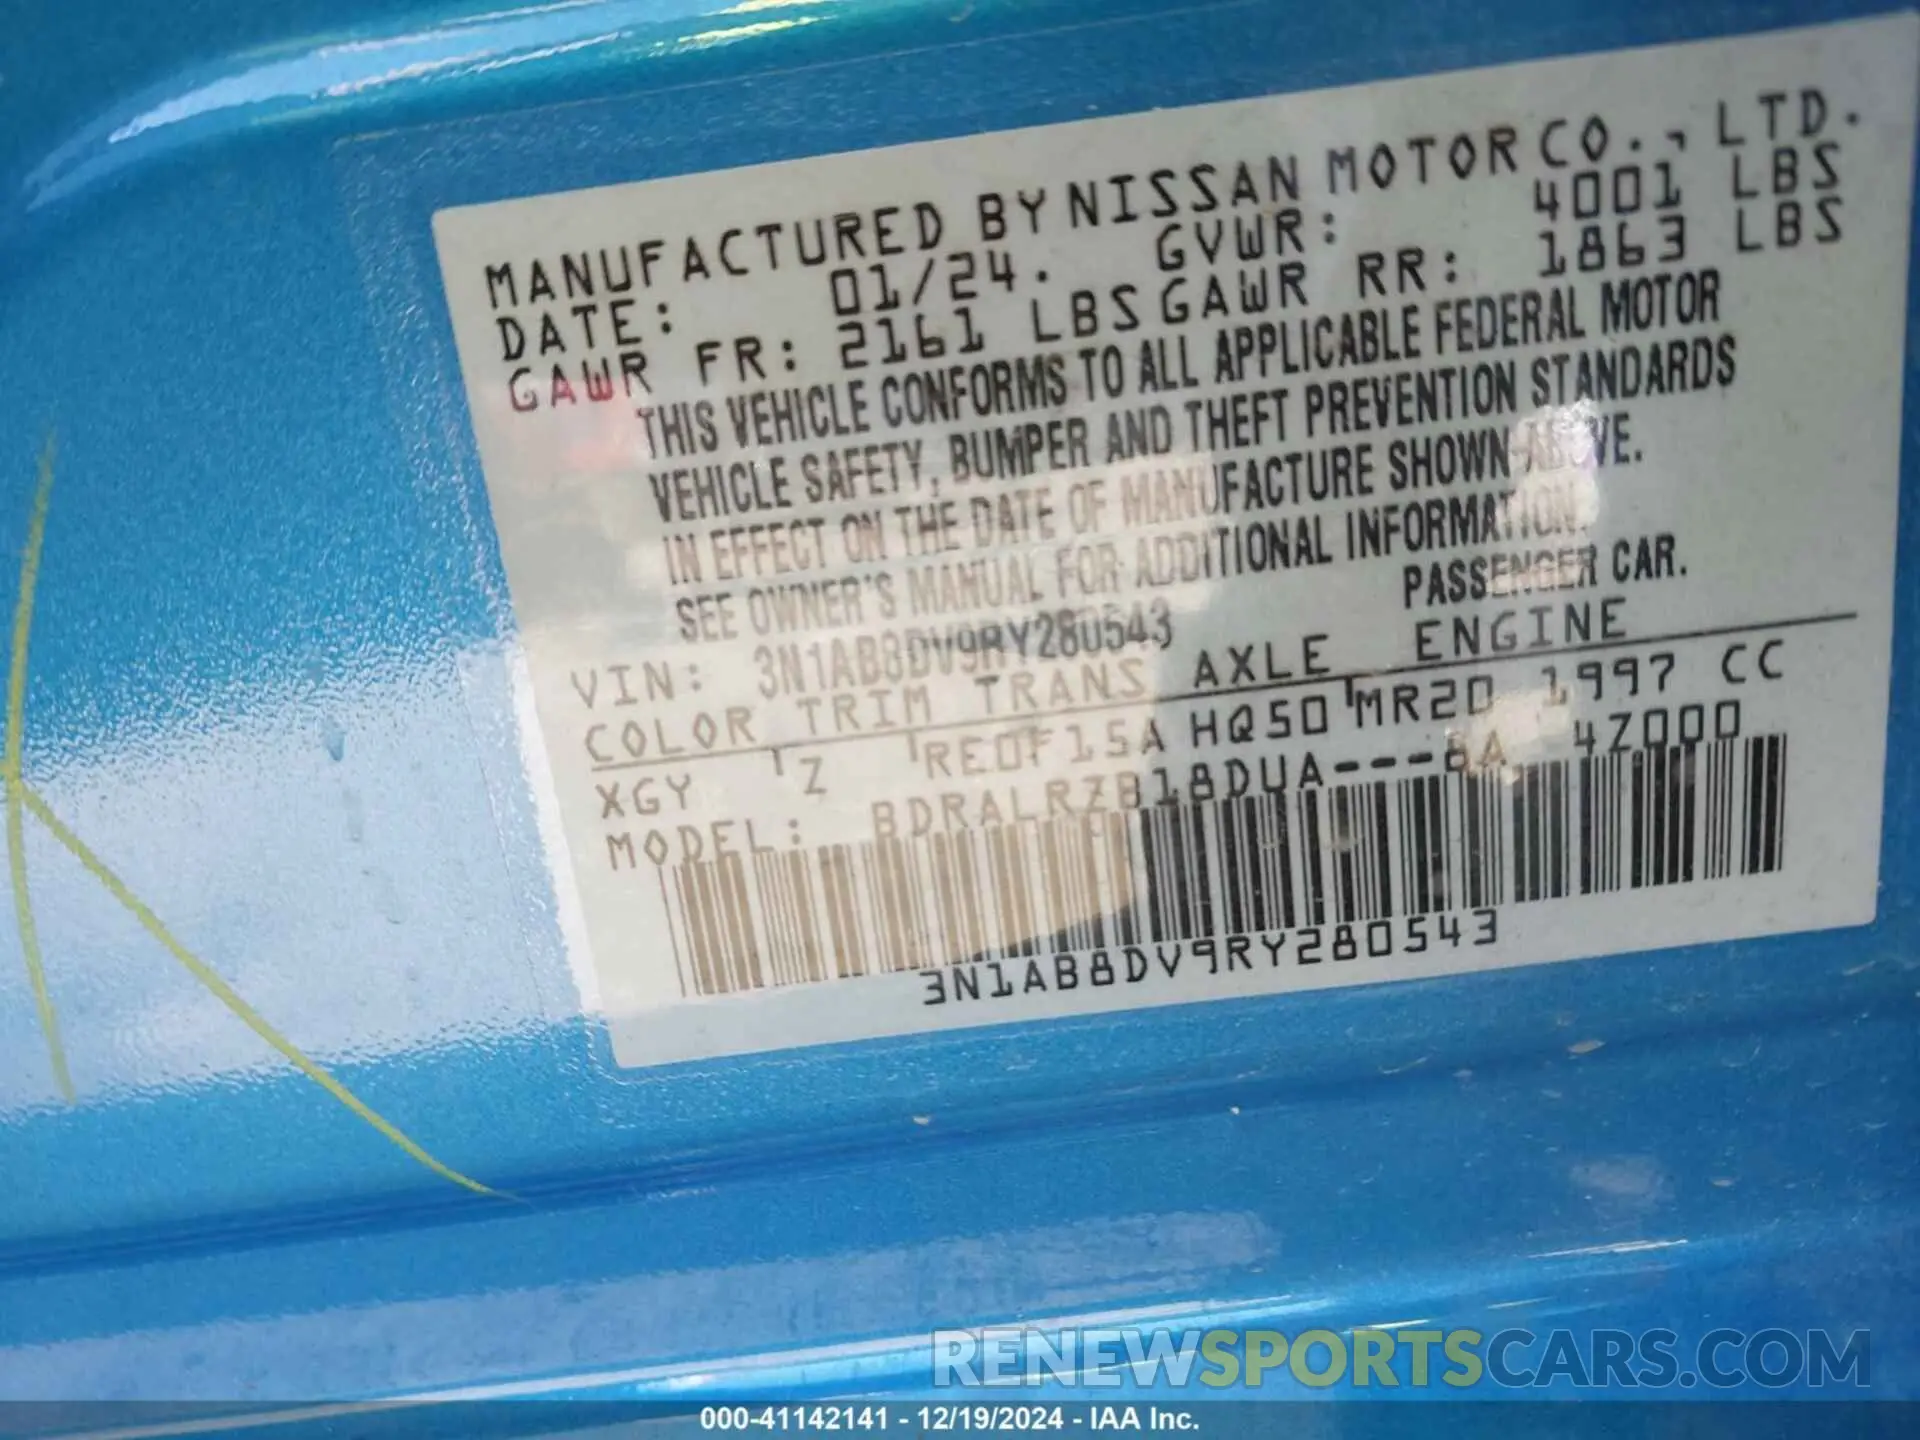 MANUFACTURED BY NISSAN MOTOR CO., LTD.
DATE: 01/24. GVWR: 4001 LBS
GAWR FR: 2161 LBS GAWR RR: 1863 LBS
THIS VEHICLE CONFORMS TO ALL APPLICABLE FEDERAL MOTOR
VEHICLE SAFETY, BUMPER AND THEFT PREVENTION STANDARDS
IN EFFECT ON THE DATE OF MANUFACTURE SHOWN ABOVE.
SEE OWNER'S MANUAL FOR ADDITIONAL INFORMATION.
PASSENGER CAR.
VIN: 3N1AB8DV9RY280543
COLOR TRIM TRANS AXLE ENGINE
XGY Z RE0F15A HQ50 MR20 1997 CC
MODEL: BDRALRZB18DUA---BA 4Z000
3N1AB8DV9RY280543
RENEWSPORTSCARS.COM
000-41142141 - 12/19/2024 - IAA Inc.